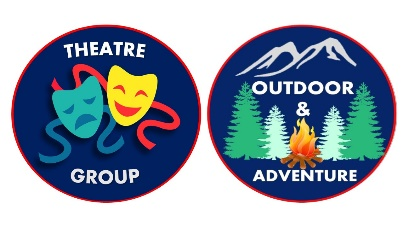 THEATRE
GROUP
OUTDOOR
&
ADVENTURE